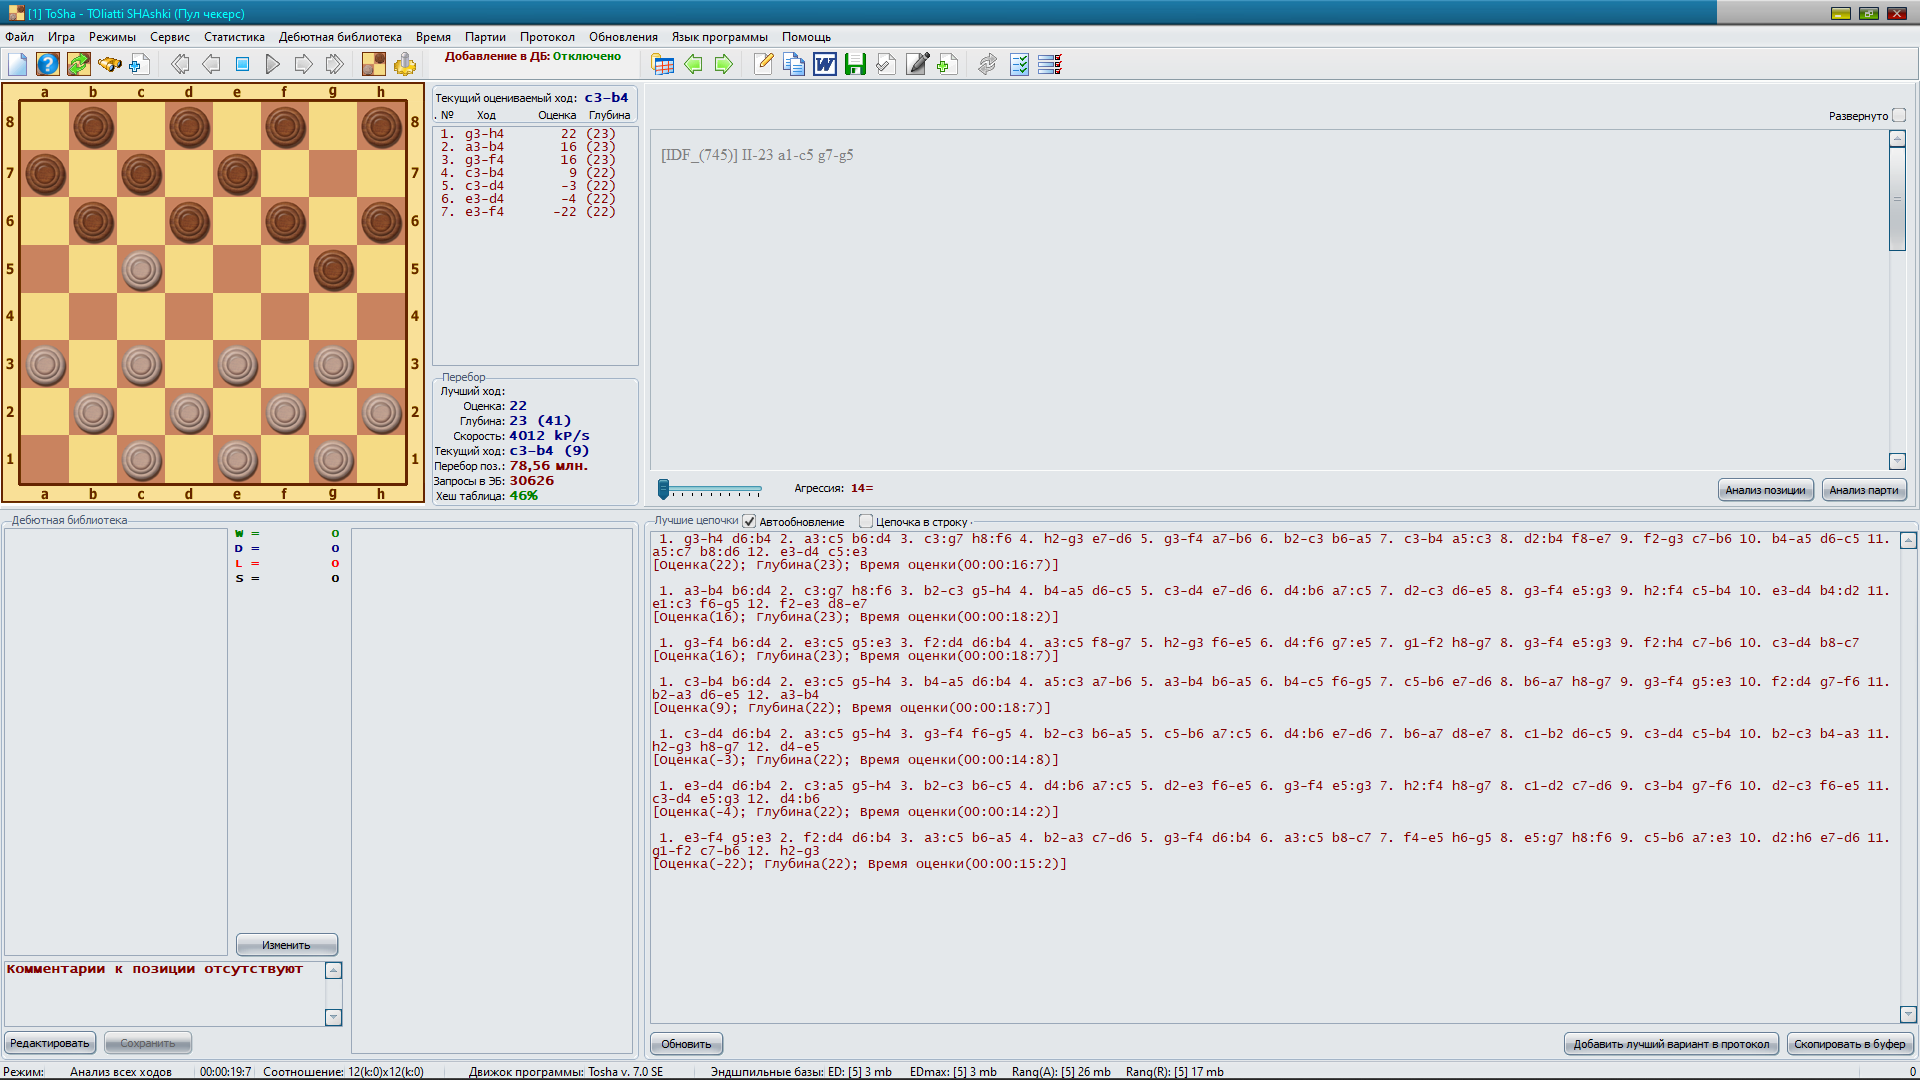 [1] ToSha - TOliatti SHAshki (Пул чекерс)
Файл Игра Режимы Сервис Статистика Дебютная библиотека Время Партии Протокол Обновления Язык программы Помощь
Добавление в ДБ: Отключено
a b c d e f g h
8 8
7 7
6 6
5 5
4 4
3 3
2 2
1 1
a b c d e f g h
Текущий оцениваемый ход: c3-b4
. № Ход Оценка Глубина
1. g3-h4 22 (23)
2. a3-b4 16 (23)
3. g3-f4 16 (23)
4. c3-b4 9 (22)
5. c3-d4 -3 (22)
6. e3-d4 -4 (22)
7. e3-f4 -22 (22)
Перебор
Лучший ход:
Оценка: 22
Глубина: 23 (41)
Скорость: 4012 kP/s
Текущий ход: c3-b4 (9)
Перебор поз.: 78,56 млн.
Запросы в ЭБ: 30626
Хеш таблица: 46%
Развернуто
[IDF_(745)] II-23 a1-c5 g7-g5
Агрессия: 14=
Анализ позиции Анализ парти
Дебютная библиотека
W = 0
D = 0
L = 0
S = 0
Изменить
Комментарии к позиции отсутствуют
Редактировать Сохранить
Лучшие цепочки Автообновление Цепочка в строку
1. g3-h4 d6:b4 2. a3:c5 b6:d4 3. c3:g7 h8:f6 4. h2-g3 e7-d6 5. g3-f4 a7-b6 6. b2-c3 b6-a5 7. c3-b4 a5:c3 8. d2:b4 f8-e7 9. f2-g3 c7-b6 10. b4-a5 d6-c5 11.
a5:c7 b8:d6 12. e3-d4 c5:e3
[Оценка(22); Глубина(23); Время оценки(00:00:16:7)]
1. a3-b4 b6:d4 2. c3:g7 h8:f6 3. b2-c3 g5-h4 4. b4-a5 d6-c5 5. c3-d4 e7-d6 6. d4:b6 a7:c5 7. d2-c3 d6-e5 8. g3-f4 e5:g3 9. h2:f4 c5-b4 10. e3-d4 b4:d2 11.
e1:c3 f6-g5 12. f2-e3 d8-e7
[Оценка(16); Глубина(23); Время оценки(00:00:18:2)]
1. g3-f4 b6:d4 2. e3:c5 g5:e3 3. f2:d4 d6:b4 4. a3:c5 f8-g7 5. h2-g3 f6-e5 6. d4:f6 g7:e5 7. g1-f2 h8-g7 8. g3-f4 e5:g3 9. f2:h4 c7-b6 10. c3-d4 b8-c7
[Оценка(16); Глубина(23); Время оценки(00:00:18:7)]
1. c3-b4 b6:d4 2. e3:c5 g5-h4 3. b4-a5 d6:b4 4. a5:c3 a7-b6 5. a3-b4 b6-a5 6. b4-c5 f6-g5 7. c5-b6 e7-d6 8. b6-a7 h8-g7 9. g3-f4 g5:e3 10. f2:d4 g7-f6 11.
b2-a3 d6-e5 12. a3-b4
[Оценка(9); Глубина(22); Время оценки(00:00:18:7)]
1. c3-d4 d6:b4 2. a3:c5 g5-h4 3. g3-f4 f6-g5 4. b2-c3 b6-a5 5. c5-b6 a7:c5 6. d4:b6 e7-d6 7. b6-a7 d8-e7 8. c1-b2 d6-c5 9. c3-d4 c5-b4 10. b2-c3 b4-a3 11.
h2-g3 h8-g7 12. d4-e5
[Оценка(-3); Глубина(22); Время оценки(00:00:14:8)]
1. e3-d4 d6:b4 2. c3:a5 g5-h4 3. b2-c3 b6-c5 4. d4:b6 a7:c5 5. d2-e3 f6-e5 6. g3-f4 e5:g3 7. h2:f4 h8-g7 8. c1-d2 c7-d6 9. c3-b4 g7-f6 10. d2-c3 f6-e5 11.
c3-d4 e5:g3 12. d4:b6
[Оценка(-4); Глубина(22); Время оценки(00:00:14:2)]
1. e3-f4 g5:e3 2. f2:d4 d6:b4 3. a3:c5 b6-a5 4. b2-a3 c7-d6 5. g3-f4 d6:b4 6. a3:c5 b8-c7 7. f4-e5 h6-g5 8. e5:g7 h8:f6 9. c5-b6 a7:e3 10. d2:h6 e7-d6 11.
g1-f2 c7-b6 12. h2-g3
[Оценка(-22); Глубина(22); Время оценки(00:00:15:2)]
Обновить Добавить лучший вариант в протокол Скопировать в буфер
Режим: Анализ всех ходов 00:00:19:7 Соотношение: 12(k:0)x12(k:0) Движок программы: Tosha v. 7.0 SE Эндшпильные базы: ED: [5] 3 mb EDmax: [5] 3 mb Rang(A): [5] 26 mb Rang(R): [5] 17 mb 0